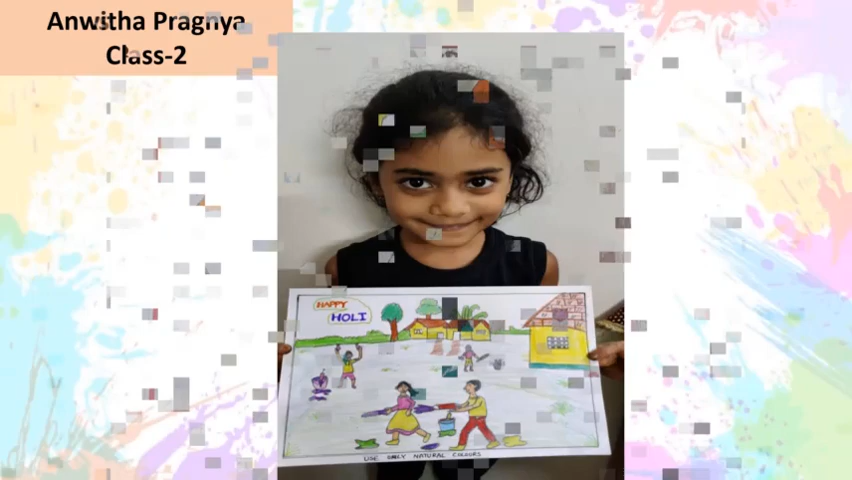 Anwitha Pragnya
Class-2
HAPPY
HOLI
USE ONLY NATURAL COLOURS